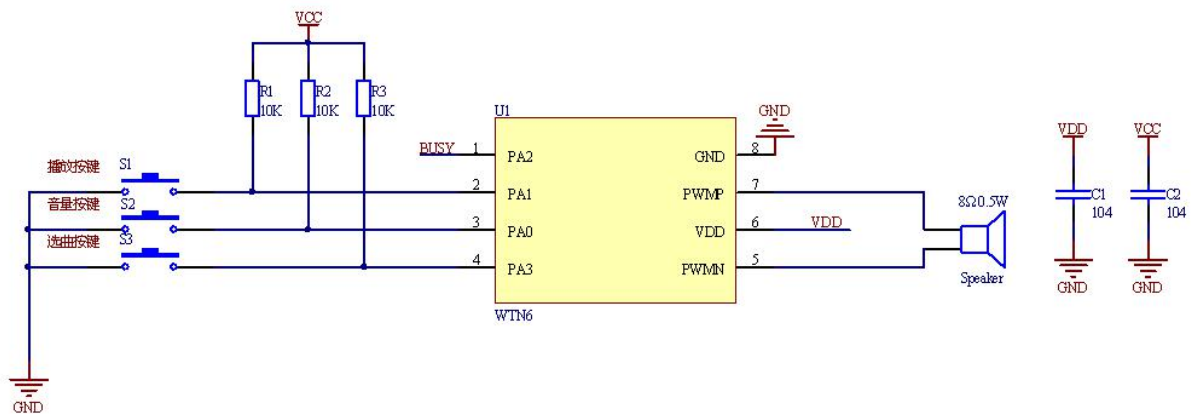 VCC
R1
10K
R2
10K
R3
10K
U1
BUSY
1
PA2
2
PA1
3
PA0
4
PA3
GND
8
PWMP
7
VDD
6
PWMN
5
WTN6
GND
VDD
8Ω0.5W
Speaker
播放按键
S1
音量按键
S2
选曲按键
S3
GND
VDD
C1
104
GND
VCC
C2
104
GND